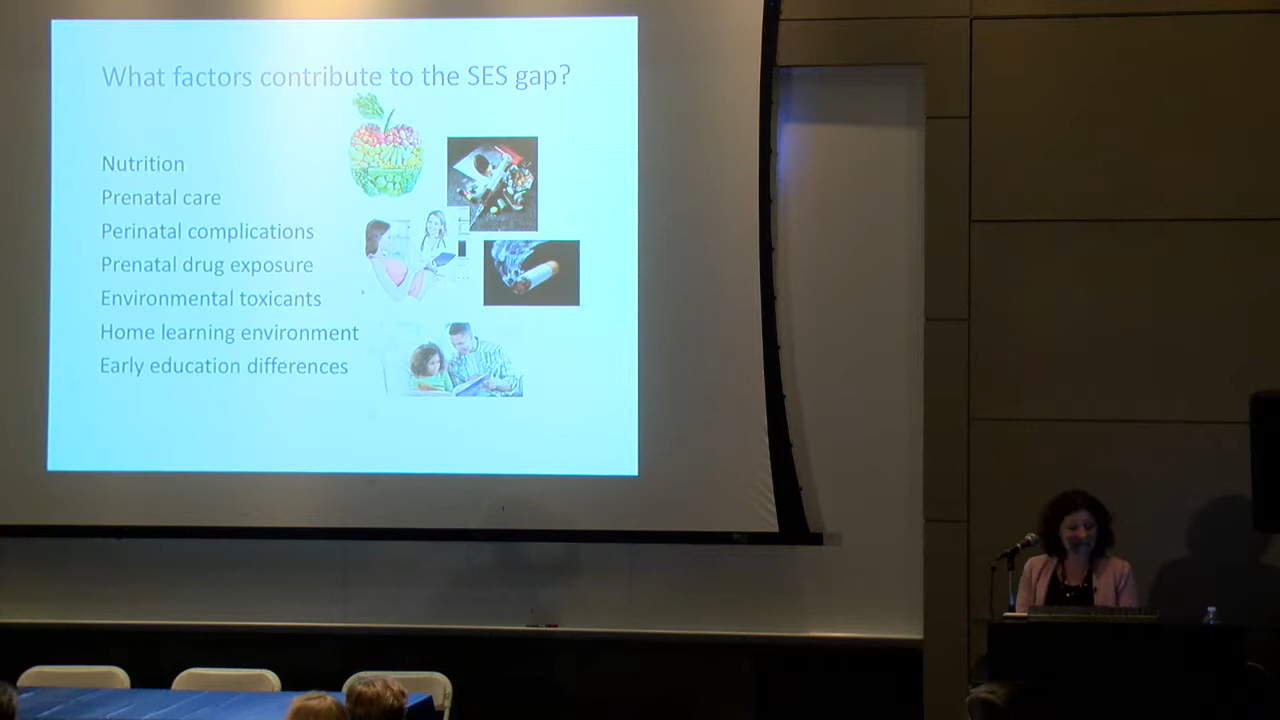 What factors contribute to the SES gap?
Nutrition
Prenatal care
Perinatal complications
Prenatal drug exposure
Environmental toxicants
Home learning environment
Early education differences